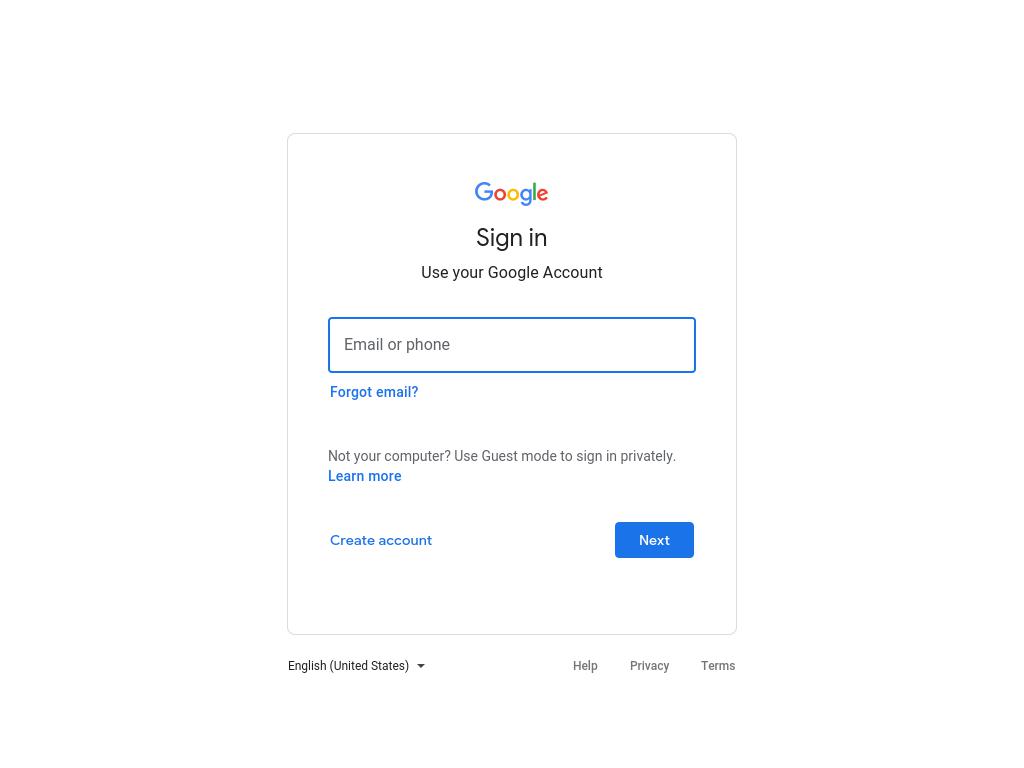 Google
Sign in
Use your Google Account
Email or phone
Forgot email?
Not your computer? Use Guest mode to sign in privately.
Learn more
Create account
Next
English (United States)
Help
Privacy
Terms